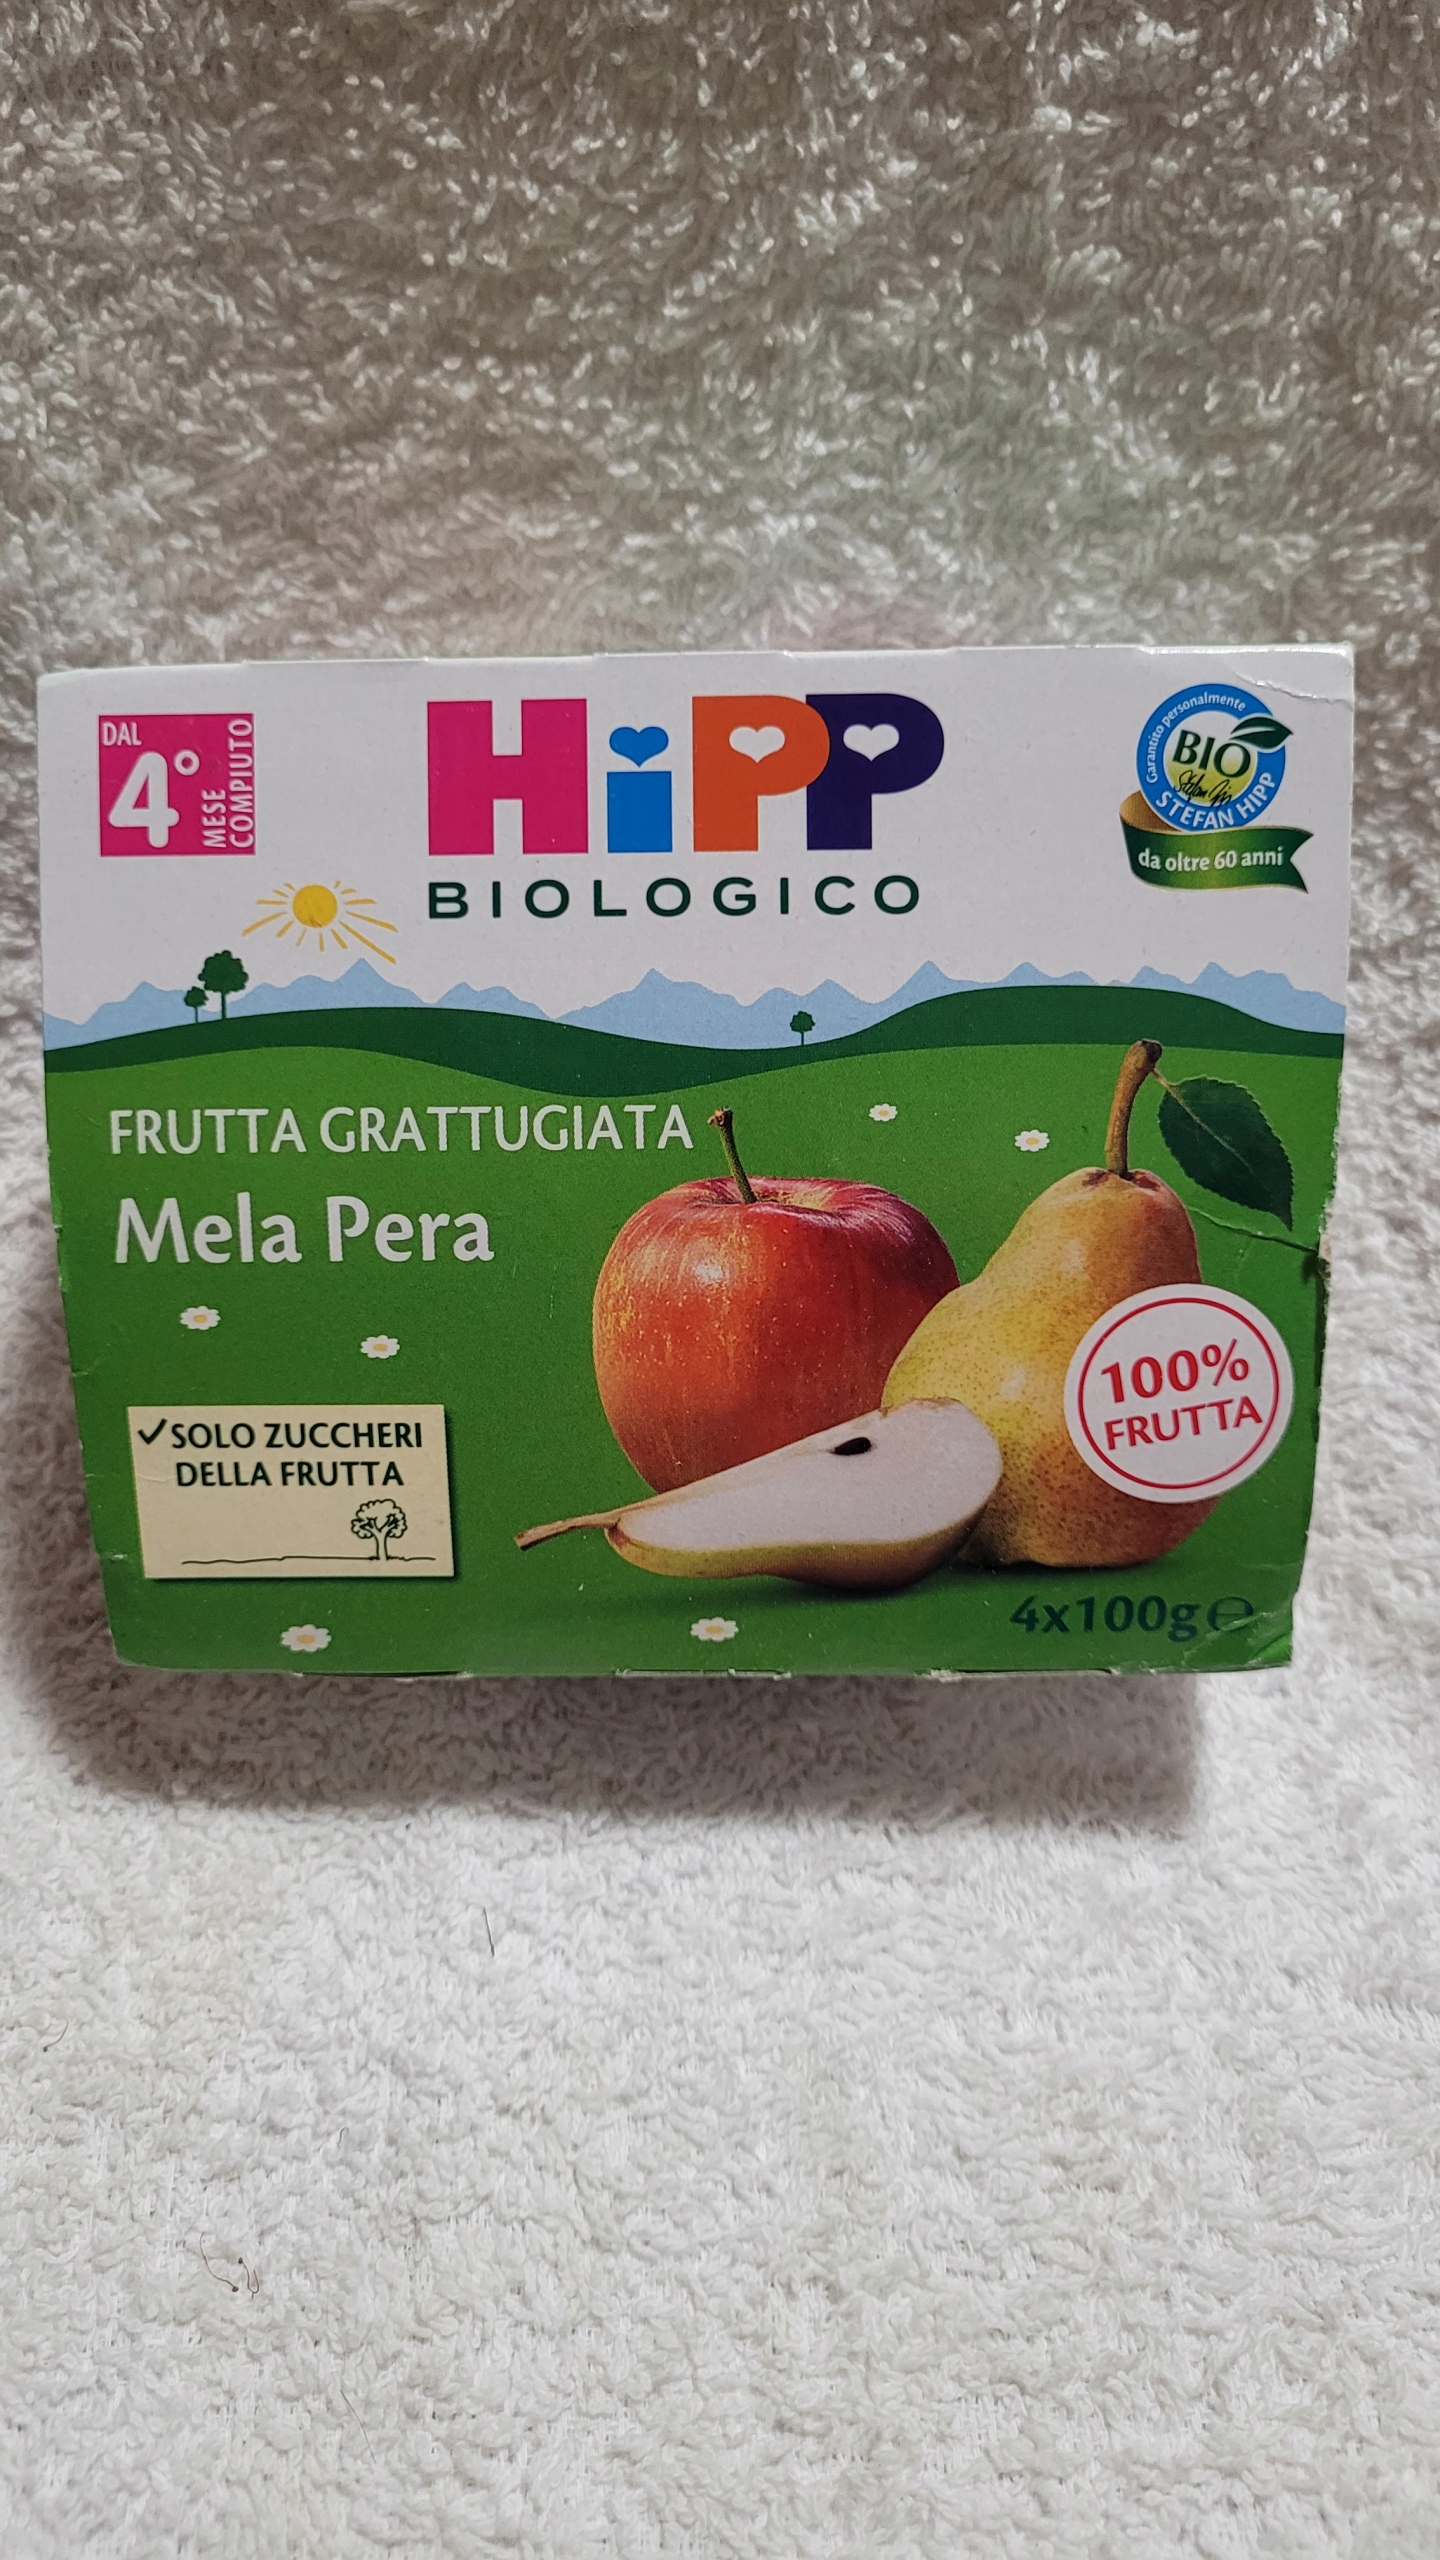 DAL
4°
MESE
COMPIUTO
HiPP
BIOLOGICO
Garantito personalmente
BIO
STEFAN HIPP
da oltre 60 anni
FRUTTA GRATTUGIATA
Mela Pera
100%
FRUTTA
✓SOLO ZUCCHERI
DELLA FRUTTA
4x100g℮